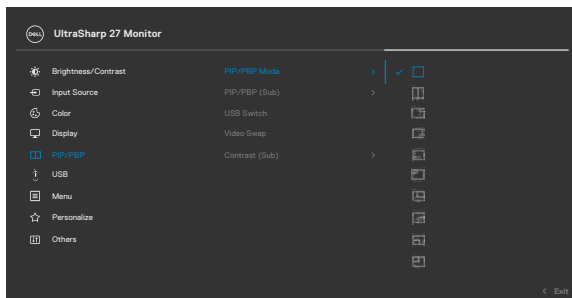 DELL UltraSharp 27 Monitor
Brightness/Contrast PIP/PBP Mode
Input Source PIP/PBP (Sub)
Color USB Switch
Display Video Swap
PIP/PBP Contrast (Sub)
USB
Menu
Personalize
Others
Exit